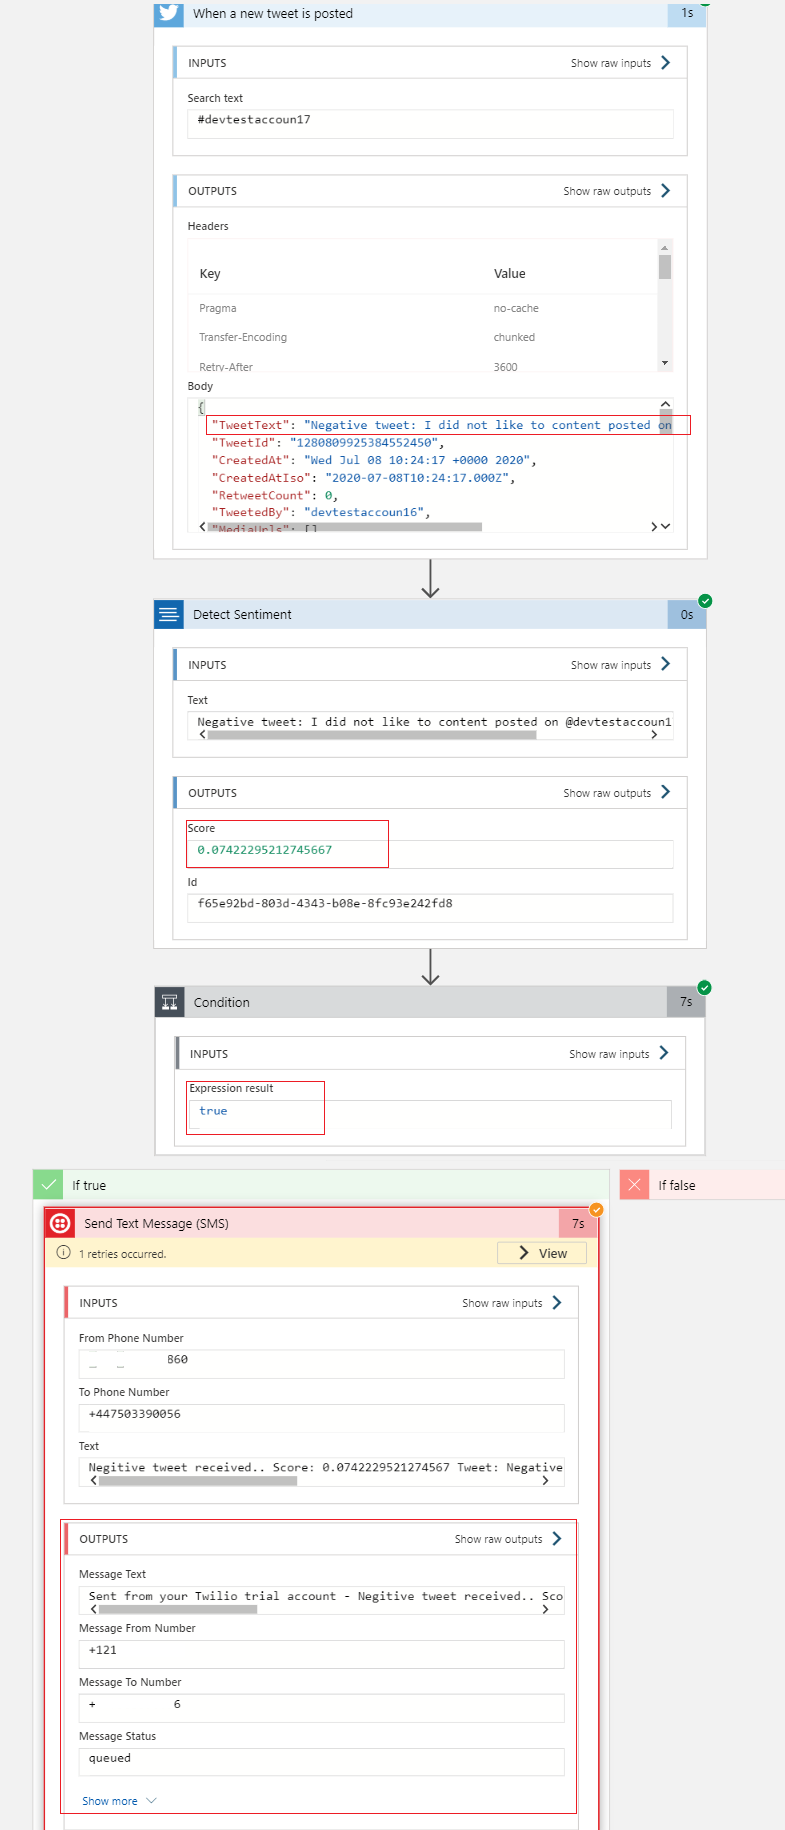 When a new tweet is posted
1s
INPUTS
Show raw inputs
Search text
#devtestaccoun17
OUTPUTS
Show raw outputs
Headers
Key Value
Pragma no-cache
Transfer-Encoding chunked
Retry-After 3600
Body
{
"TweetText": "Negative tweet: I did not like to content posted on
"TweetId": "1280809925384552450",
"CreatedAt": "Wed Jul 08 10:24:17 +0000 2020",
"CreatedAtIso": "2020-07-08T10:24:17.000Z",
"RetweetCount": 0,
"TweetedBy": "devtestaccoun16",
"MediaUrls": []
Detect Sentiment
0s
INPUTS
Show raw inputs
Text
Negative tweet: I did not like to content posted on @devtestaccoun1
OUTPUTS
Show raw outputs
Score
0.07422295212745667
Id
f65e92bd-803d-4343-b08e-8fc93e242fd8
Condition
7s
INPUTS
Show raw inputs
Expression result
true
If true
If false
Send Text Message (SMS)
7s
1 retries occurred.
View
INPUTS
Show raw inputs
From Phone Number
860
To Phone Number
+447503390056
Text
Negitive tweet received.. Score: 0.0742229521274567 Tweet: Negative
OUTPUTS
Show raw outputs
Message Text
Sent from your Twilio trial account - Negitive tweet received.. Sco
Message From Number
+121
Message To Number
+ 6
Message Status
queued
Show more